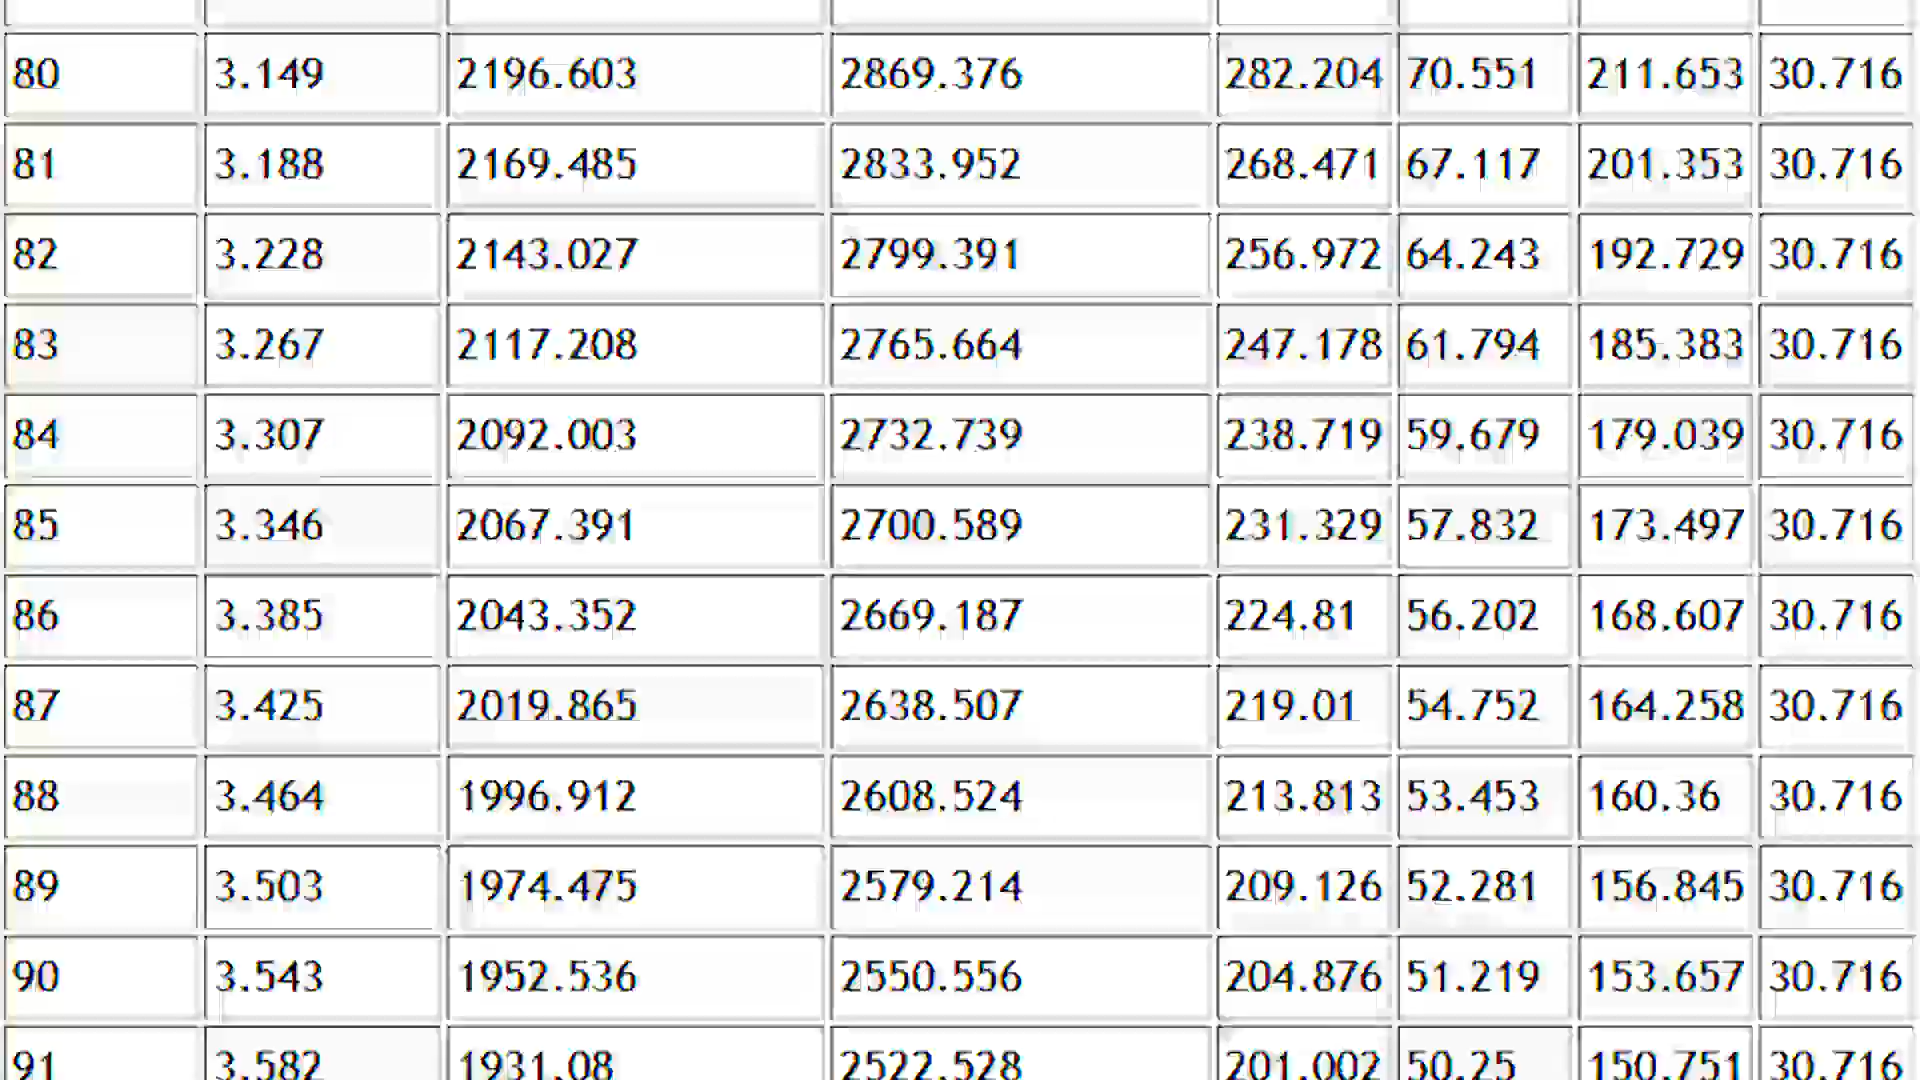 80 3.149 2196.603 2869.376 282.204 70.551 211.653 30.716
81 3.188 2169.485 2833.952 268.471 67.117 201.353 30.716
82 3.228 2143.027 2799.391 256.972 64.243 192.729 30.716
83 3.267 2117.208 2765.664 247.178 61.794 185.383 30.716
84 3.307 2092.003 2732.739 238.719 59.679 179.039 30.716
85 3.346 2067.391 2700.589 231.329 57.832 173.497 30.716
86 3.385 2043.352 2669.187 224.81 56.202 168.607 30.716
87 3.425 2019.865 2638.507 219.01 54.752 164.258 30.716
88 3.464 1996.912 2608.524 213.813 53.453 160.36 30.716
89 3.503 1974.475 2579.214 209.126 52.281 156.845 30.716
90 3.543 1952.536 2550.556 204.876 51.219 153.657 30.716
91 3.582 1931.08 2522.528 201.002 50.25 150.751 30.716